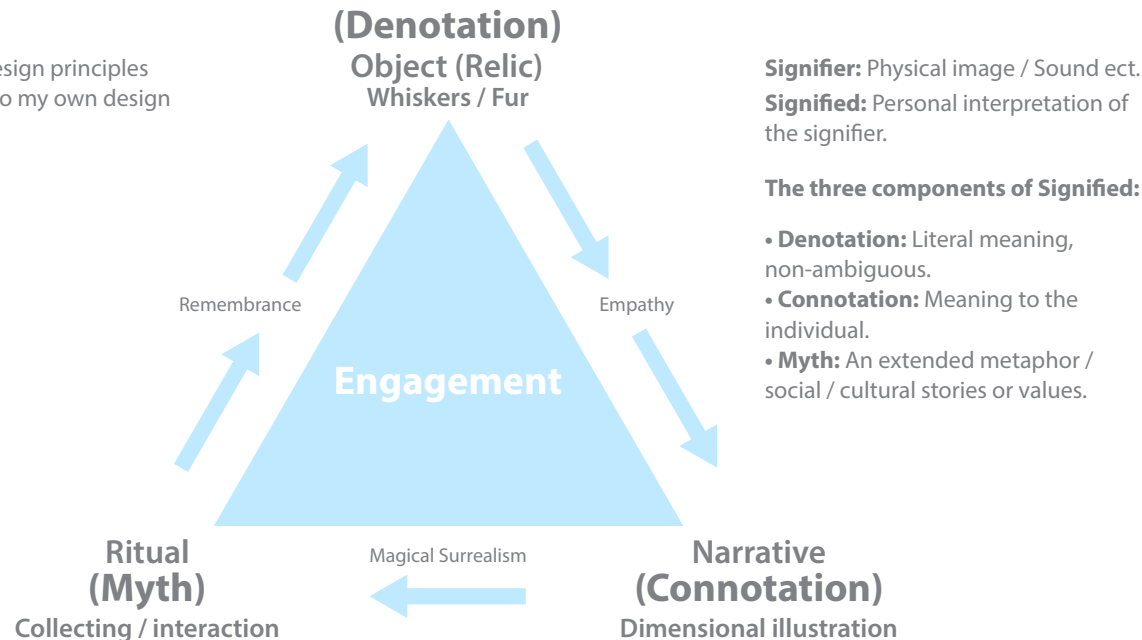 esign principles
o my own design
(Denotation)
Object (Relic)
Whiskers / Fur
Signifier: Physical image / Sound ect.
Signified: Personal interpretation of
the signifier.
The three components of Signified:
• Denotation: Literal meaning,
non-ambiguous.
• Connotation: Meaning to the
individual.
• Myth: An extended metaphor /
social / cultural stories or values.
Remembrance
Empathy
Engagement
Ritual
(Myth)
Collecting / interaction
Magical Surrealism
Narrative
(Connotation)
Dimensional illustration